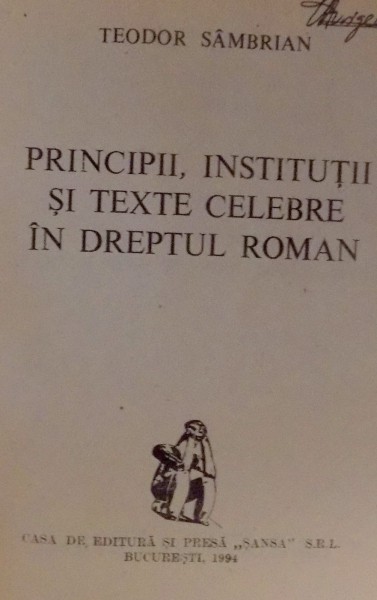 TEODOR SÂMBRIAN
PRINCIPII, INSTITUȚII
ȘI TEXTE CELEBRE
ÎN DREPTUL ROMAN
CASA DE EDITURĂ ȘI PRESĂ „ȘANSA” S.R.L.
BUCUREȘTI, 1994